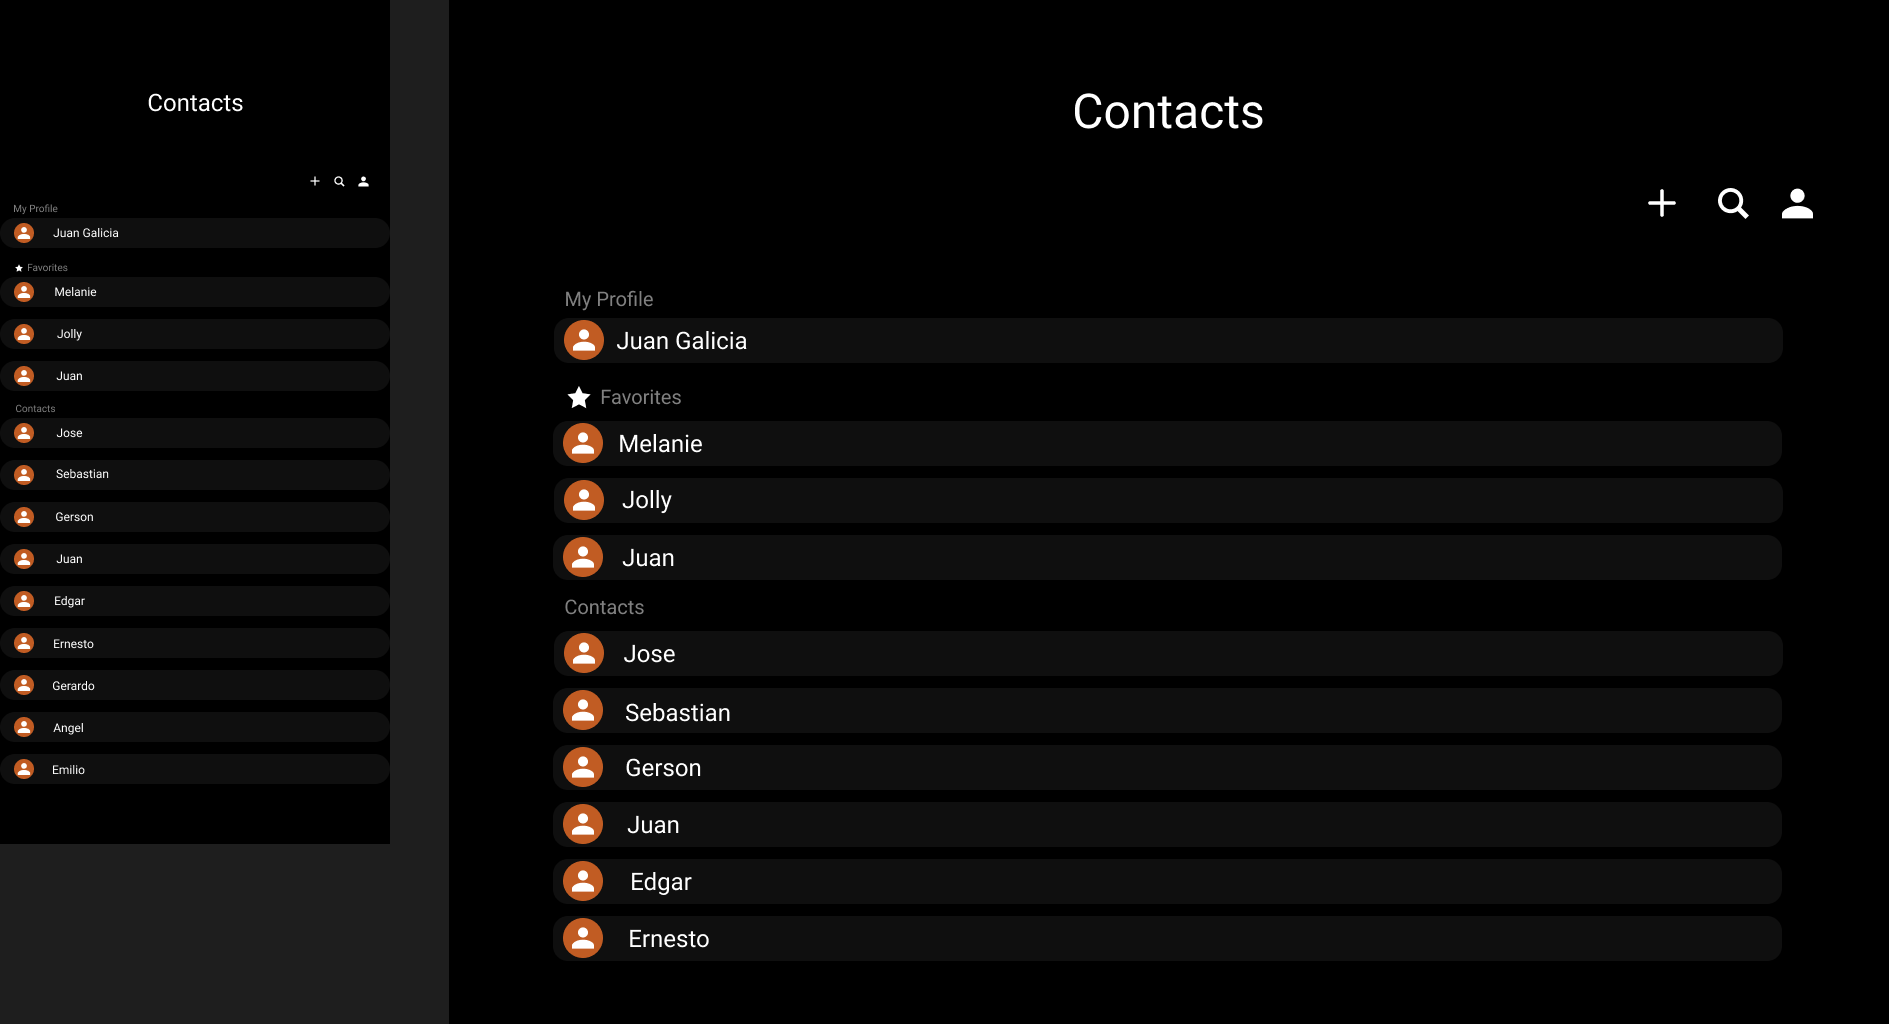 Contacts
My Profile
Juan Galicia
Favorites
Melanie
Jolly
Juan
Contacts
Jose
Sebastian
Gerson
Juan
Edgar
Ernesto
Gerardo
Angel
Emilio
Contacts
My Profile
Juan Galicia
Favorites
Melanie
Jolly
Juan
Contacts
Jose
Sebastian
Gerson
Juan
Edgar
Ernesto